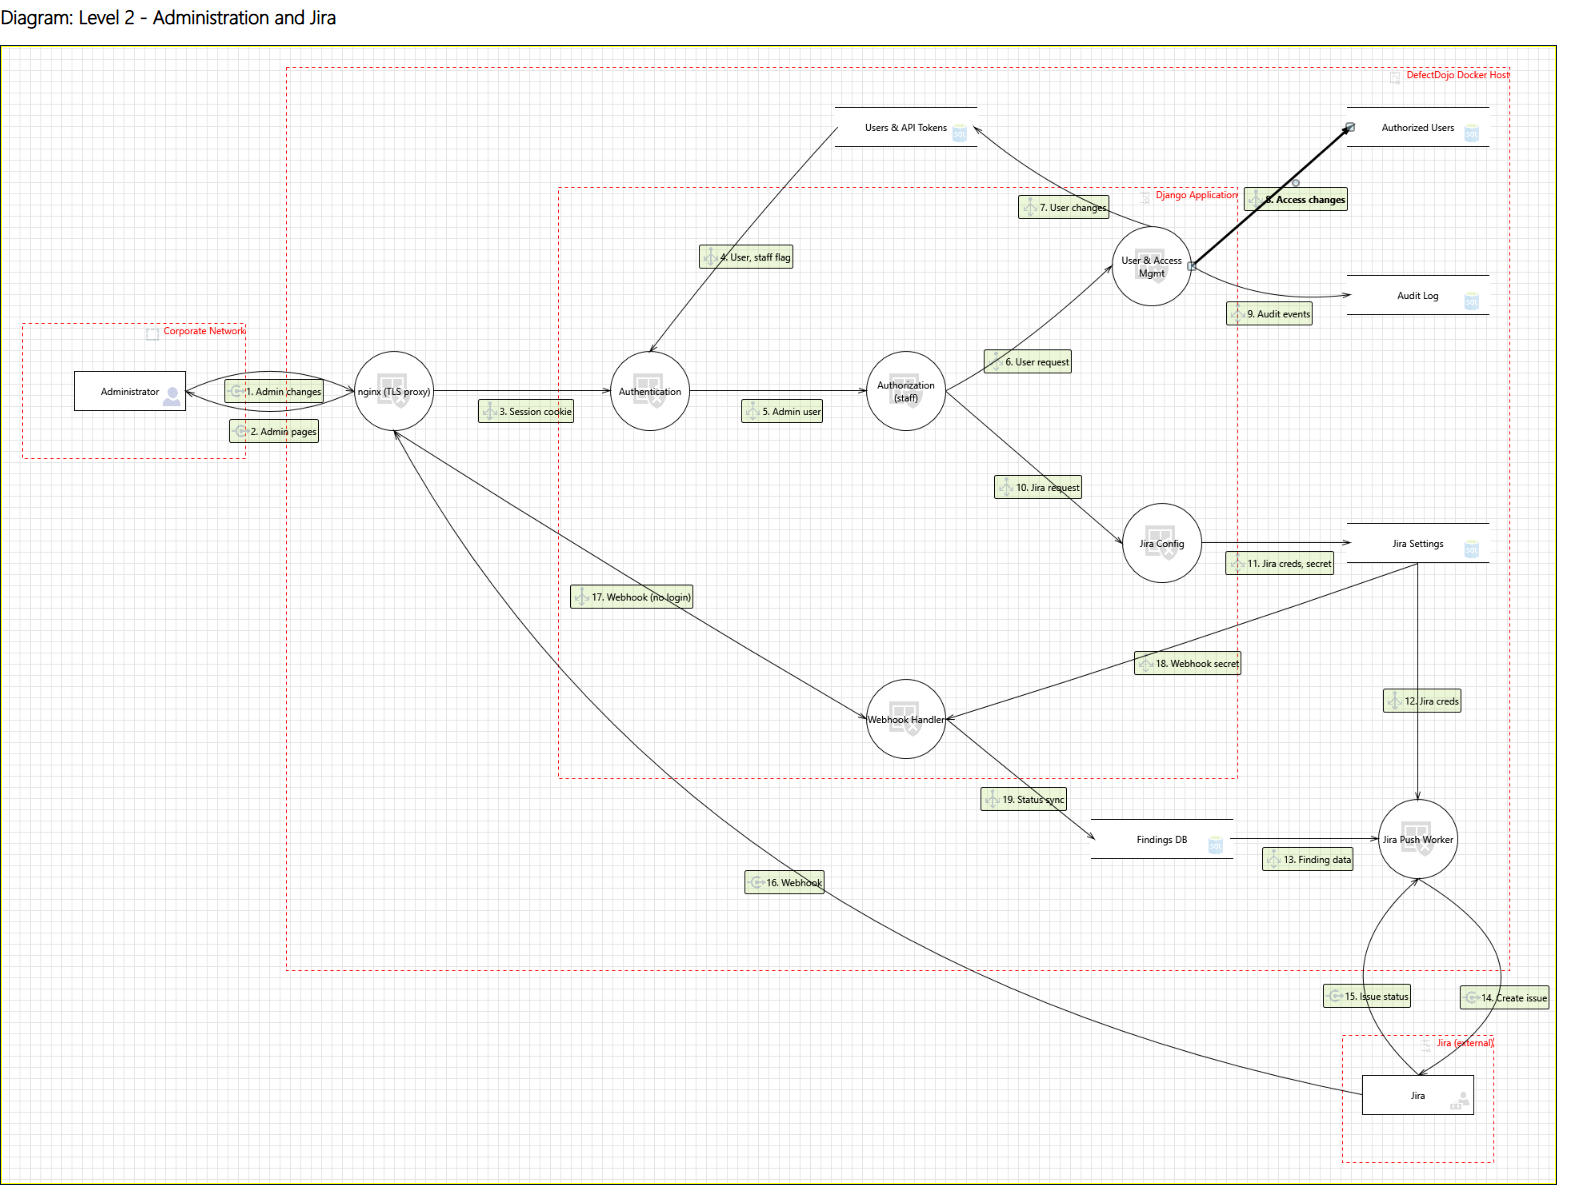 Diagram: Level 2 - Administration and Jira
DefectDojo Docker Host
Users & API Tokens
Authorized Users
Django Application
8. Access changes
7. User changes
4. User, staff flag
User & Access
Mgmt
Audit Log
9. Audit events
Corporate Network
6. User request
Administrator
1. Admin changes
nginx (TLS proxy)
Authentication
Authorization
(staff)
3. Session cookie
5. Admin user
2. Admin pages
10. Jira request
Jira Config
Jira Settings
11. Jira creds, secret
17. Webhook (no login)
18. Webhook secret
12. Jira creds
Webhook Handler
19. Status sync
Findings DB
Jira Push Worker
13. Finding data
16. Webhook
15. Issue status
14. Create issue
Jira (external)
Jira